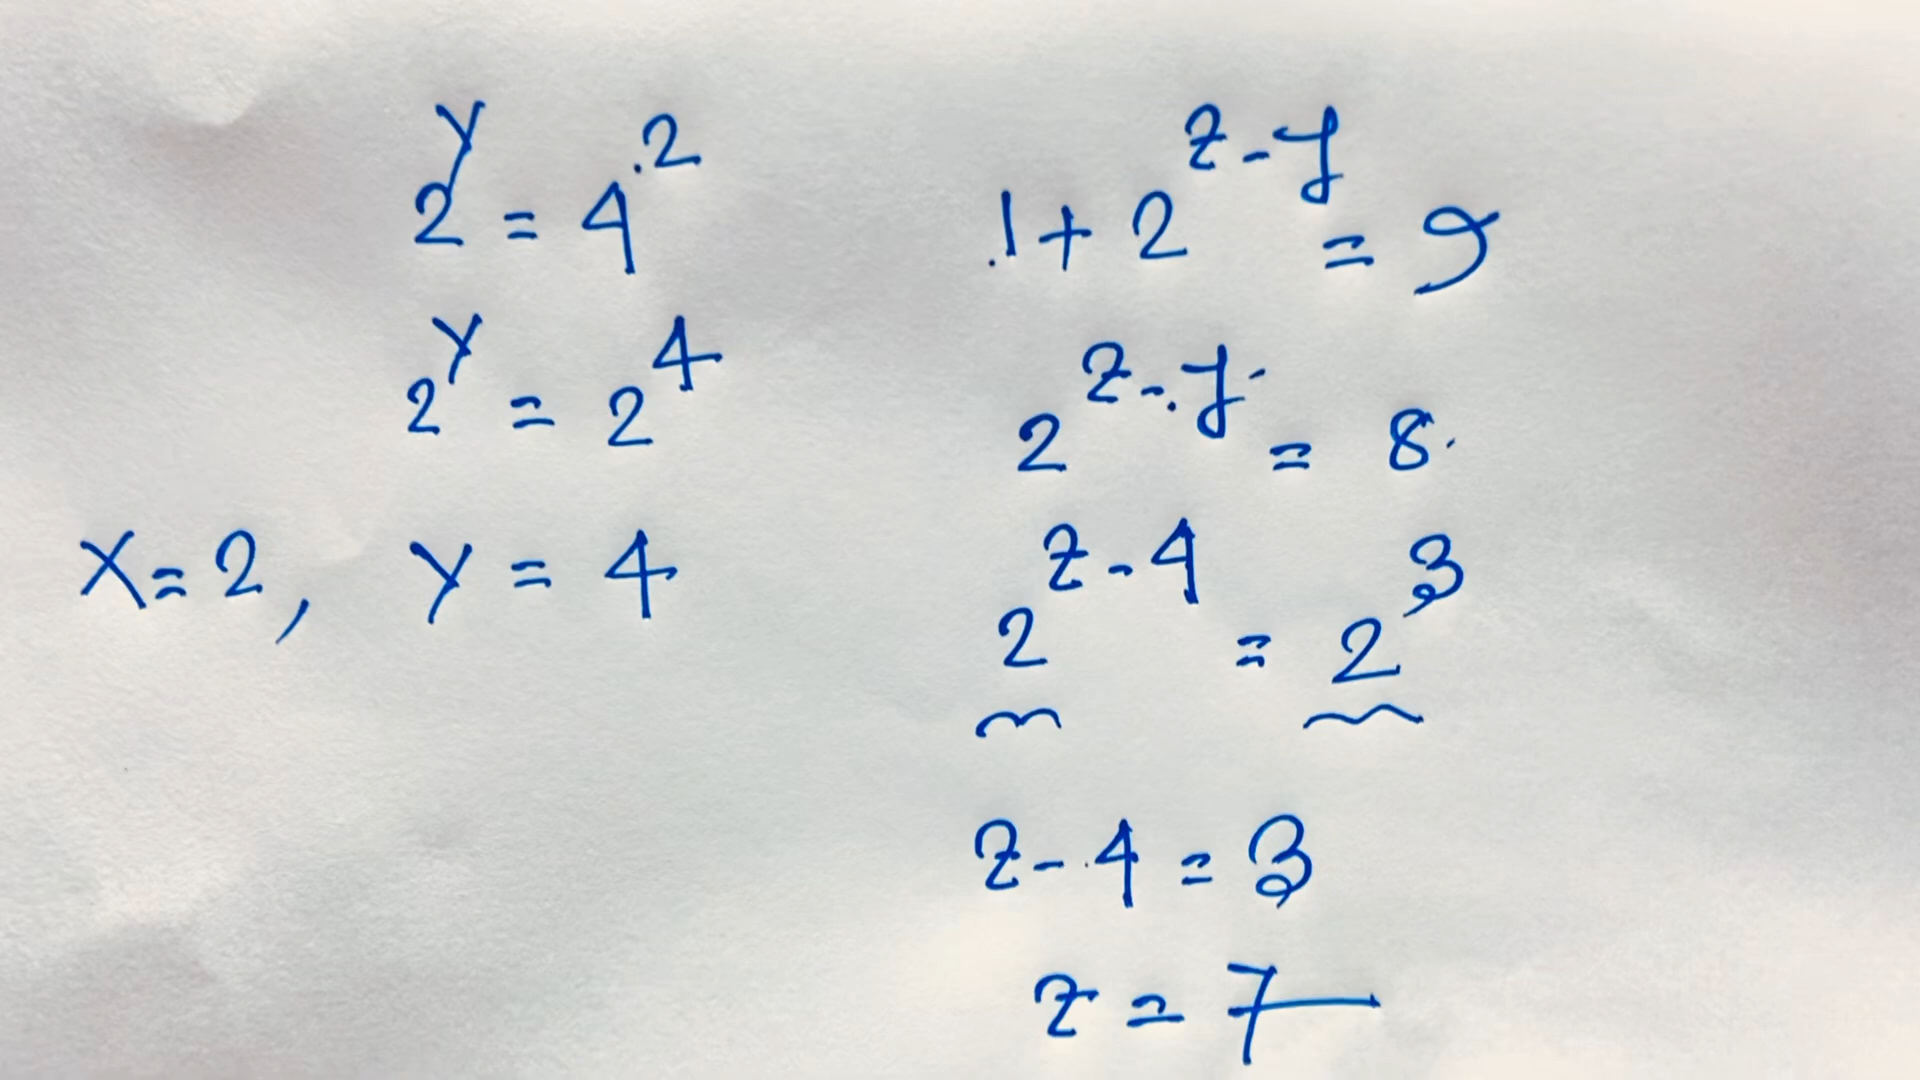 2^y = 4^2
2^y = 2^4
x = 2, y = 4
1 + 2^{z-y} = 9
2^{z-y} = 8
2^{z-4} = 2^3
z - 4 = 3
z = 7